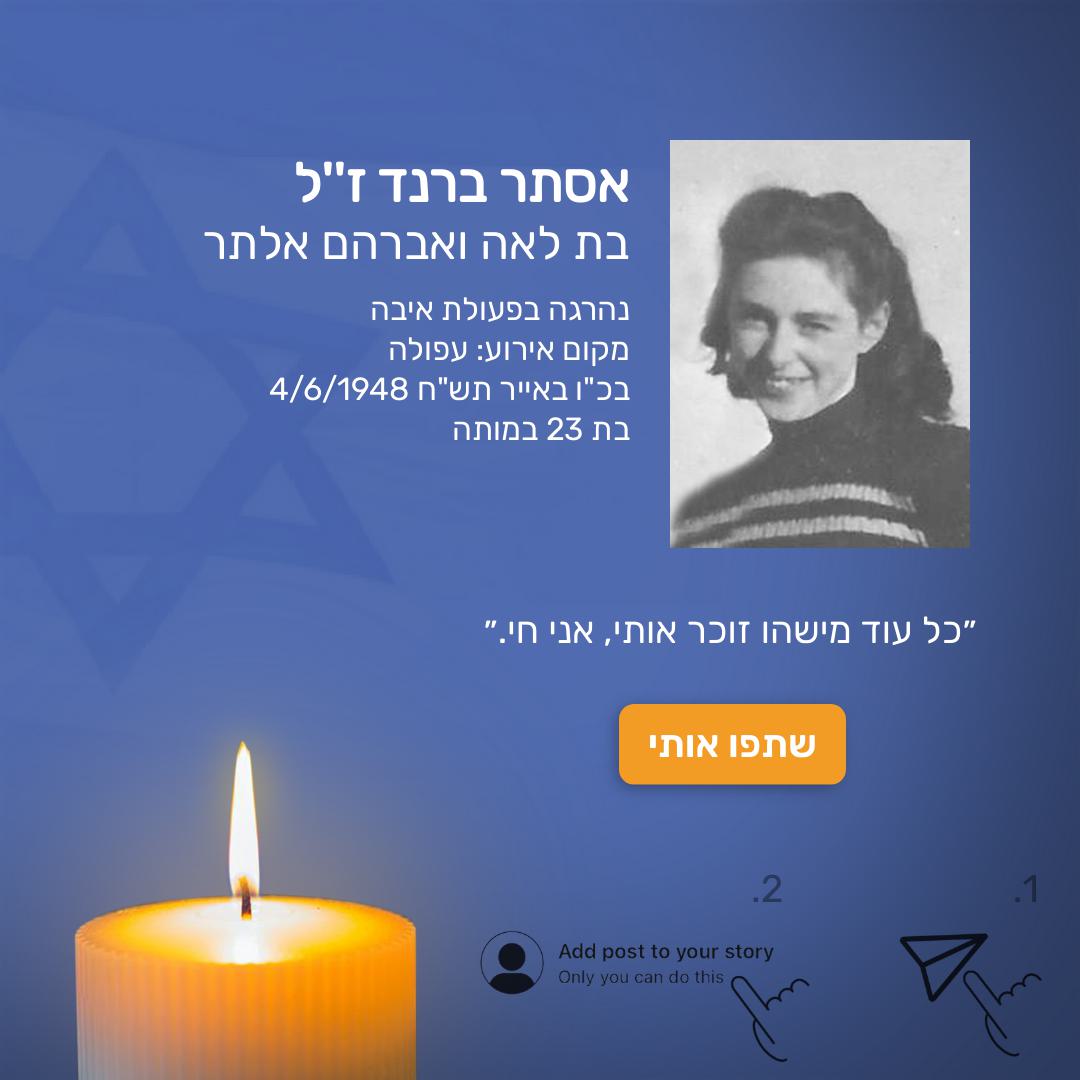 אסתר ברנד ז"ל
בת לאה ואברהם אלתר
נהרגה בפעולת איבה
מקום אירוע: עפולה
בכ"ו באייר תש"ח 4/6/1948
בת 23 במותה
״כל עוד מישהו זוכר אותי, אני חי.״
שתפו אותי
1.
2.
Add post to your story
Only you can do this